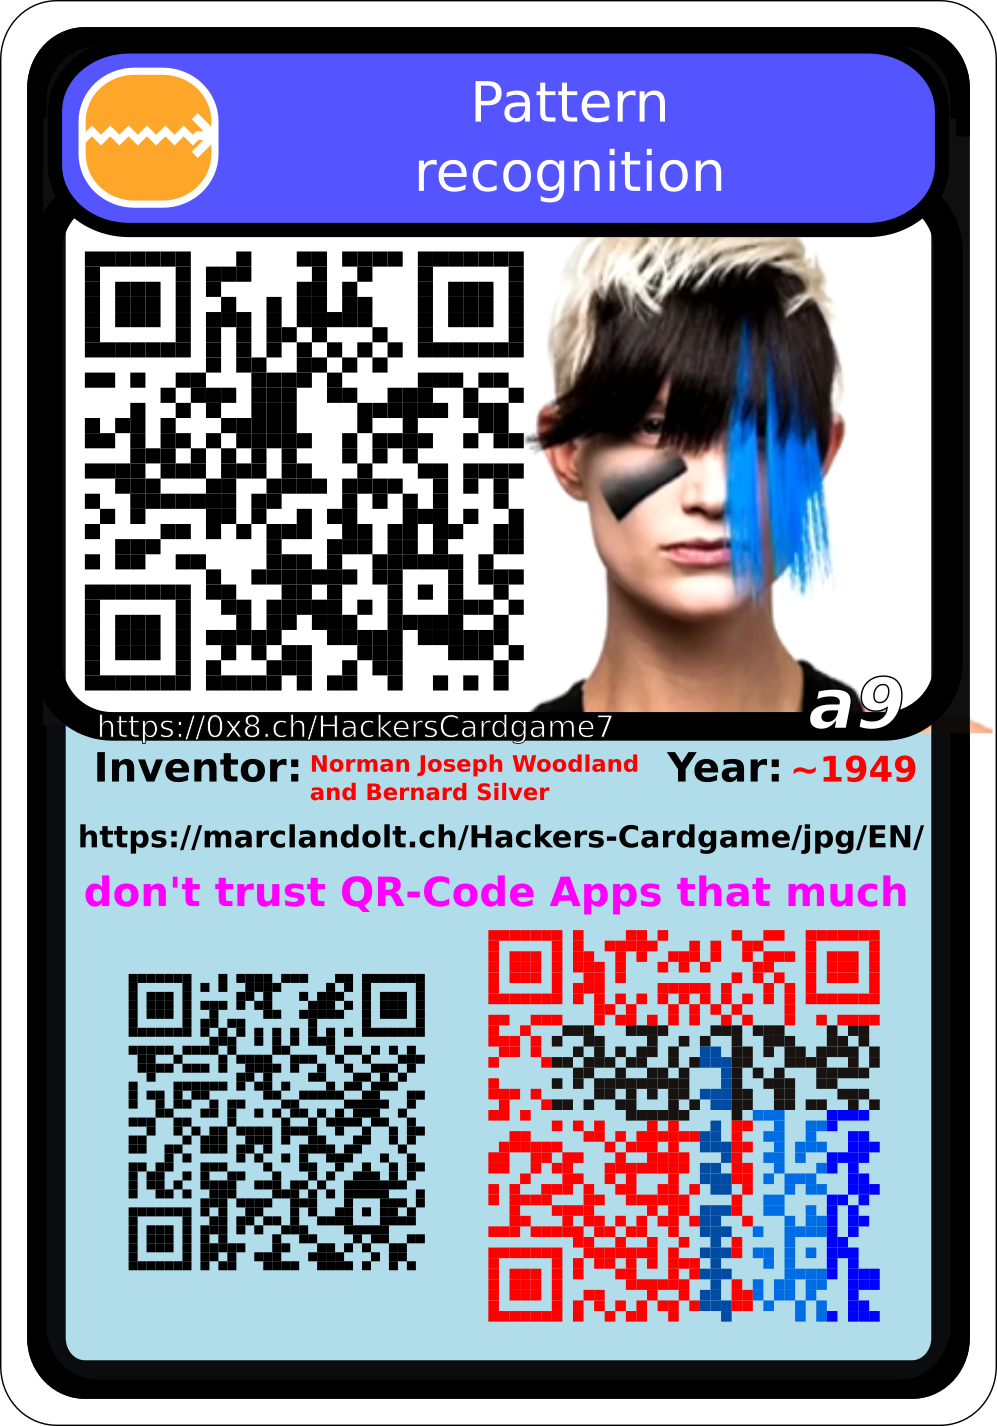 Pattern
recognition
a9
https://0x8.ch/HackersCardgame7
Inventor: Norman Joseph Woodland Year: ~1949
and Bernard Silver
https://marclandolt.ch/Hackers-Cardgame/jpg/EN/
don't trust QR-Code Apps that much